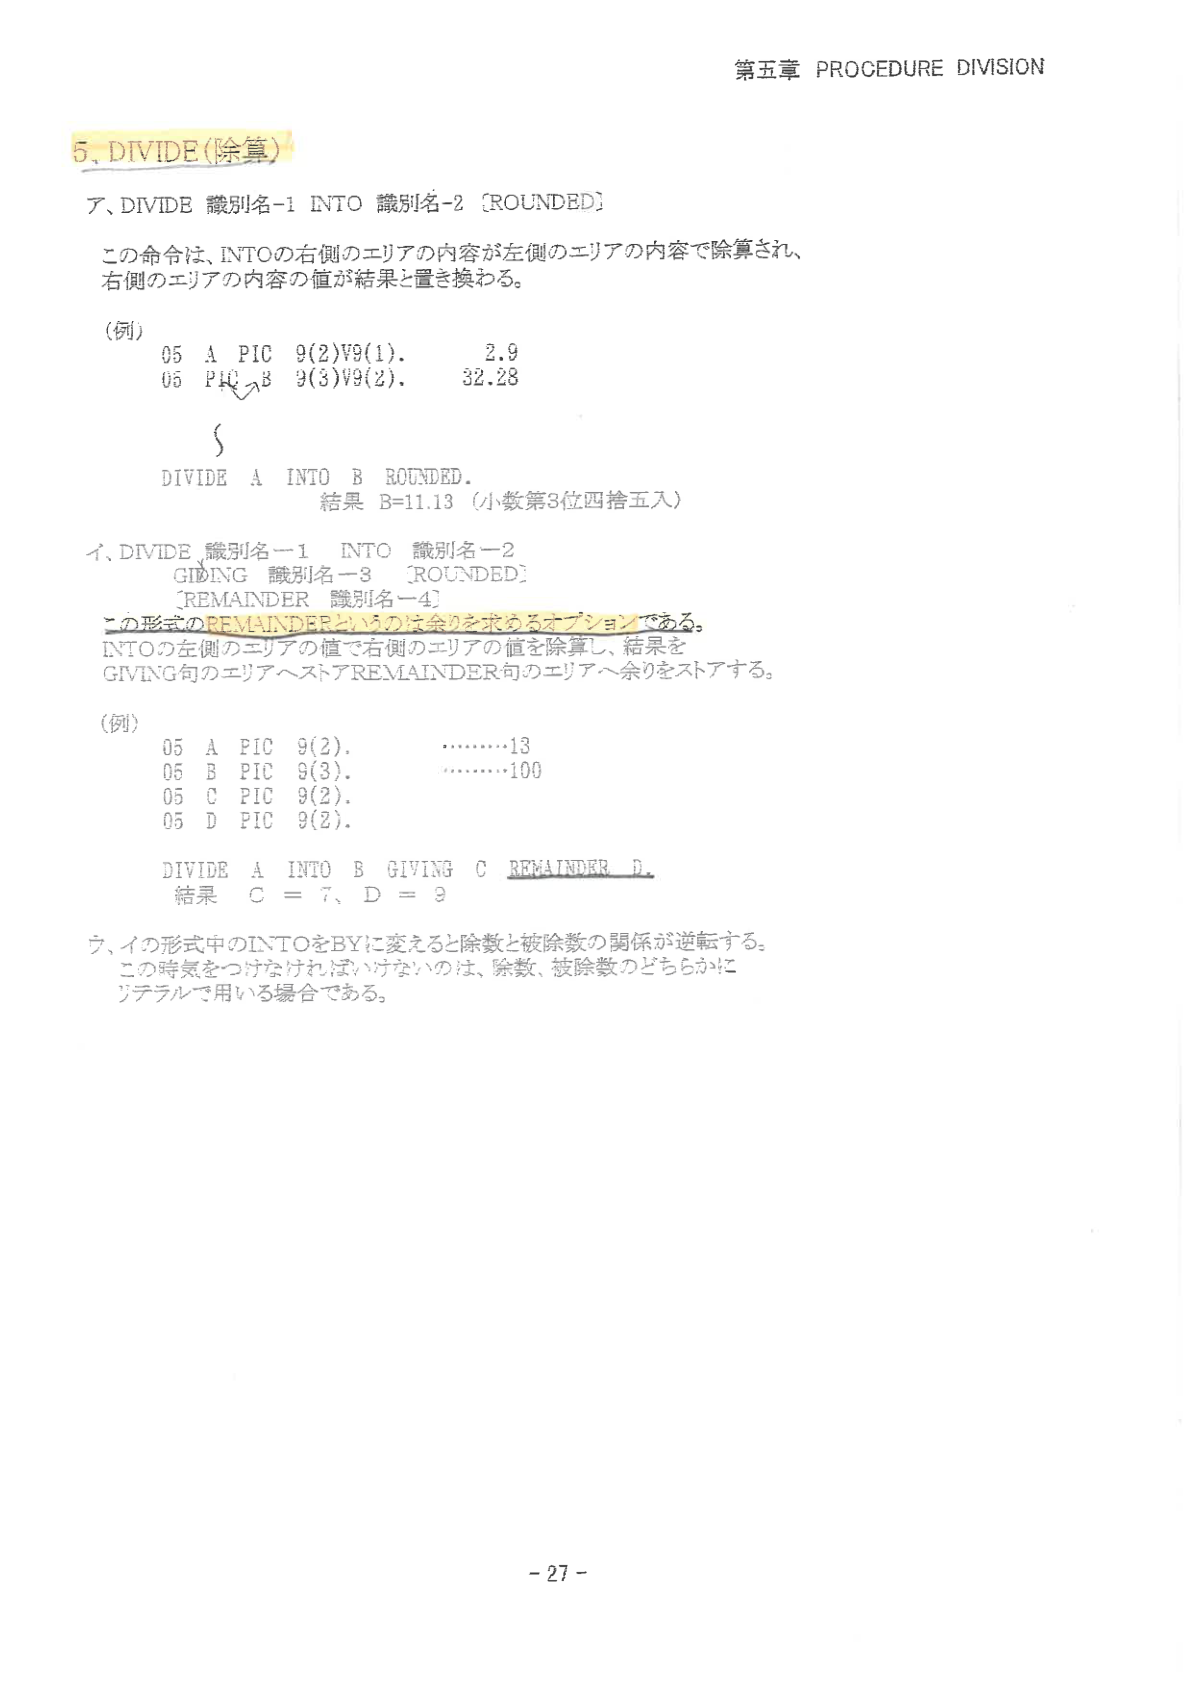 第五章 PROCEDURE DIVISION
5、DIVIDE(除算)
ア、DIVIDE 識別名-1 INTO 識別名-2 〔ROUNDED〕
この命令は、INTOの右側のエリアの内容が左側のエリアの内容で除算され、
右側のエリアの内容の値が結果と置き換わる。
(例)
05 A PIC 9(2)V9(1). 2.9
05 PIC B 9(3)V9(2). 32.28
DIVIDE A INTO B ROUNDED.
結果 B=11.13 (小数第3位四捨五入)
イ、DIVIDE 識別名－1 INTO 識別名－2
GIDING 識別名－3 〔ROUNDED〕
〔REMAINDER 識別名－4〕
この形式のREMAINDERというのは余りを求めるオプションである。
INTOの左側のエリアの値で右側のエリアの値を除算し、結果を
GIVING句のエリアへストアREMAINDER句のエリアへ余りをストアする。
(例)
05 A PIC 9(2). ………13
05 B PIC 9(3). ………100
05 C PIC 9(2).
05 D PIC 9(2).
DIVIDE A INTO B GIVING C REMAINDER D.
結果 C = 7、D = 9
ウ、イの形式中のINTOをBYに変えると除数と被除数の関係が逆転する。
この時気をつけなければいけないのは、除数、被除数のどちらかに
リテラルで用いる場合である。
- 27 -